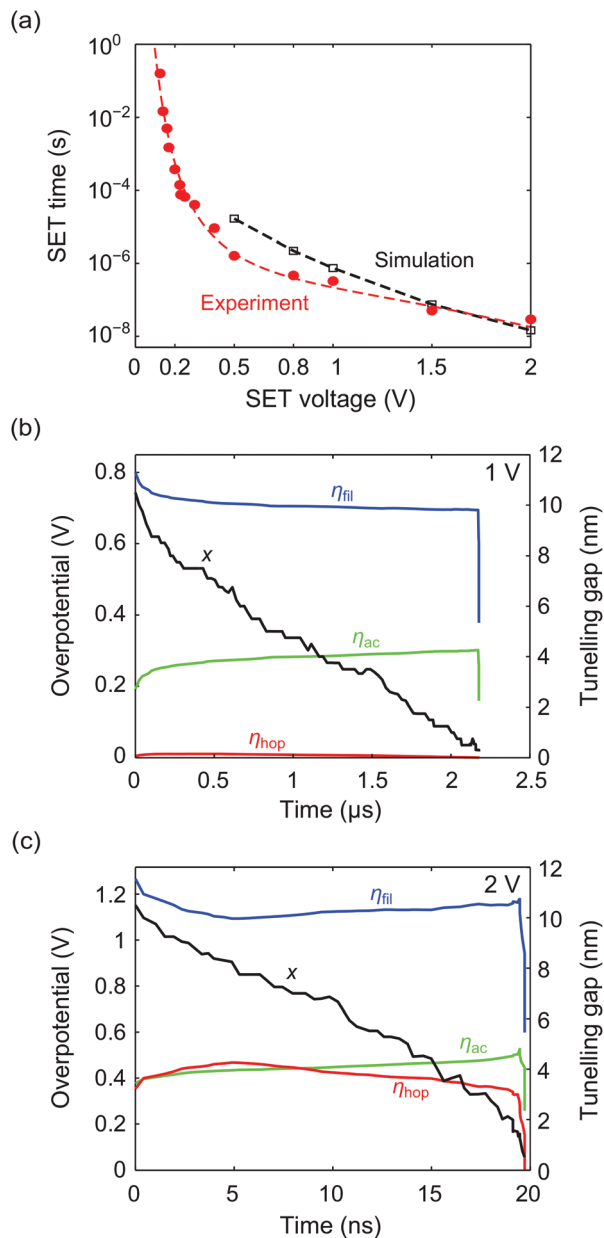 (a)
10⁰
10⁻²
10⁻⁴
10⁻⁶
10⁻⁸
SET time (s)
Simulation
Experiment
0 0.2 0.5 0.8 1 1.5 2
SET voltage (V)
(b)
1 V
0.8
0.6
0.4
0.2
0
Overpotential (V)
12
10
8
6
4
2
0
Tunelling gap (nm)
η_fil
x
η_ac
η_hop
0 0.5 1 1.5 2 2.5
Time (μs)
(c)
2 V
1.2
1
0.8
0.6
0.4
0.2
0
Overpotential (V)
12
10
8
6
4
2
0
Tunelling gap (nm)
η_fil
x
η_ac
η_hop
0 5 10 15 20
Time (ns)